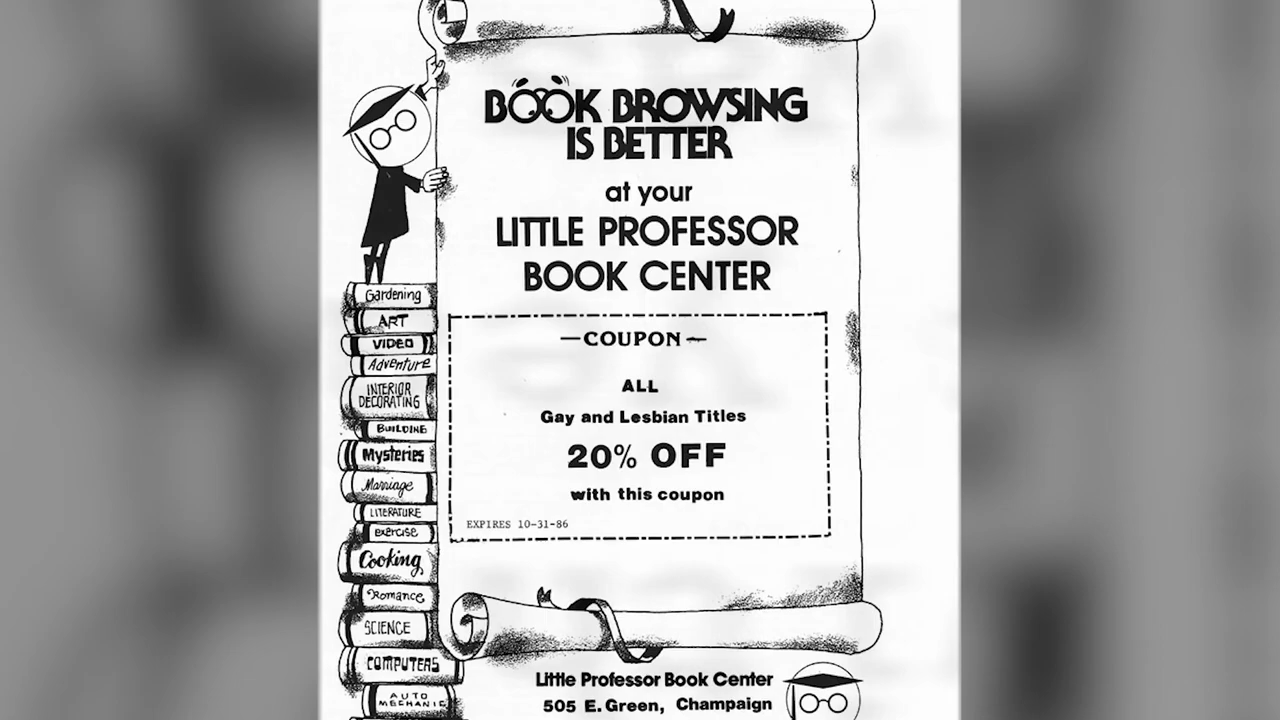 BOOK BROWSING
IS BETTER
at your
LITTLE PROFESSOR
BOOK CENTER
—COUPON—
ALL
Gay and Lesbian Titles
20% OFF
with this coupon
EXPIRES 10-31-86
Gardening
ART
VIDEO
Adventure
INTERIOR
DECORATING
BUILDING
Mysteries
Marriage
LITERATURE
exercise
Cooking
Romance
SCIENCE
COMPUTERS
AUTO
MECHANIC
Little Professor Book Center
505 E. Green, Champaign